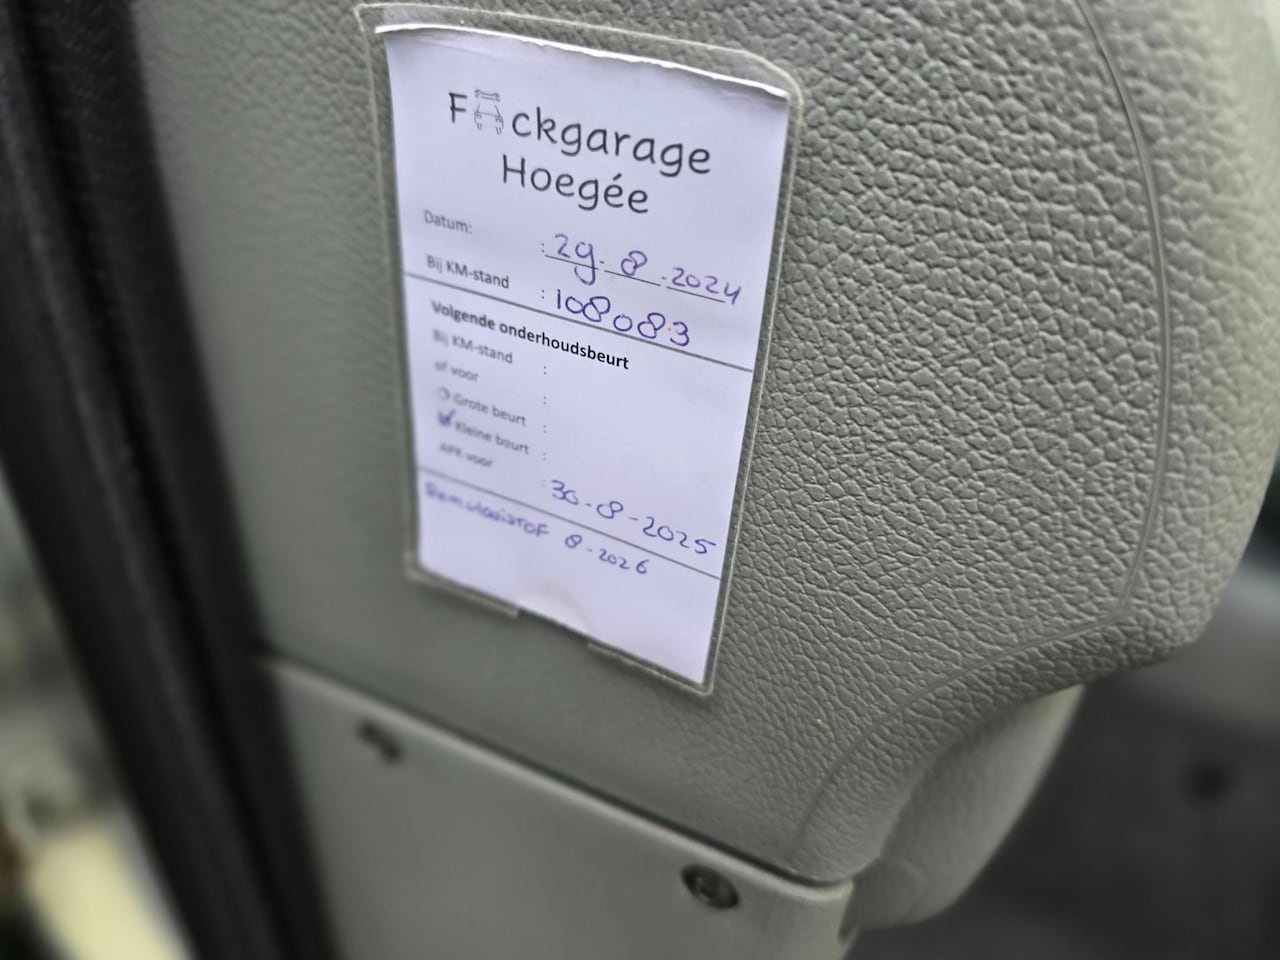 Fckgarage
Hoegée
Datum: : 29-8-2024
Bij KM-stand : 108083
Volgende onderhoudsbeurt
Bij KM-stand :
of voor :
Grote beurt :
Kleine beurt :
APK voor : 30-8-2025
Remvloeistof 8-2026